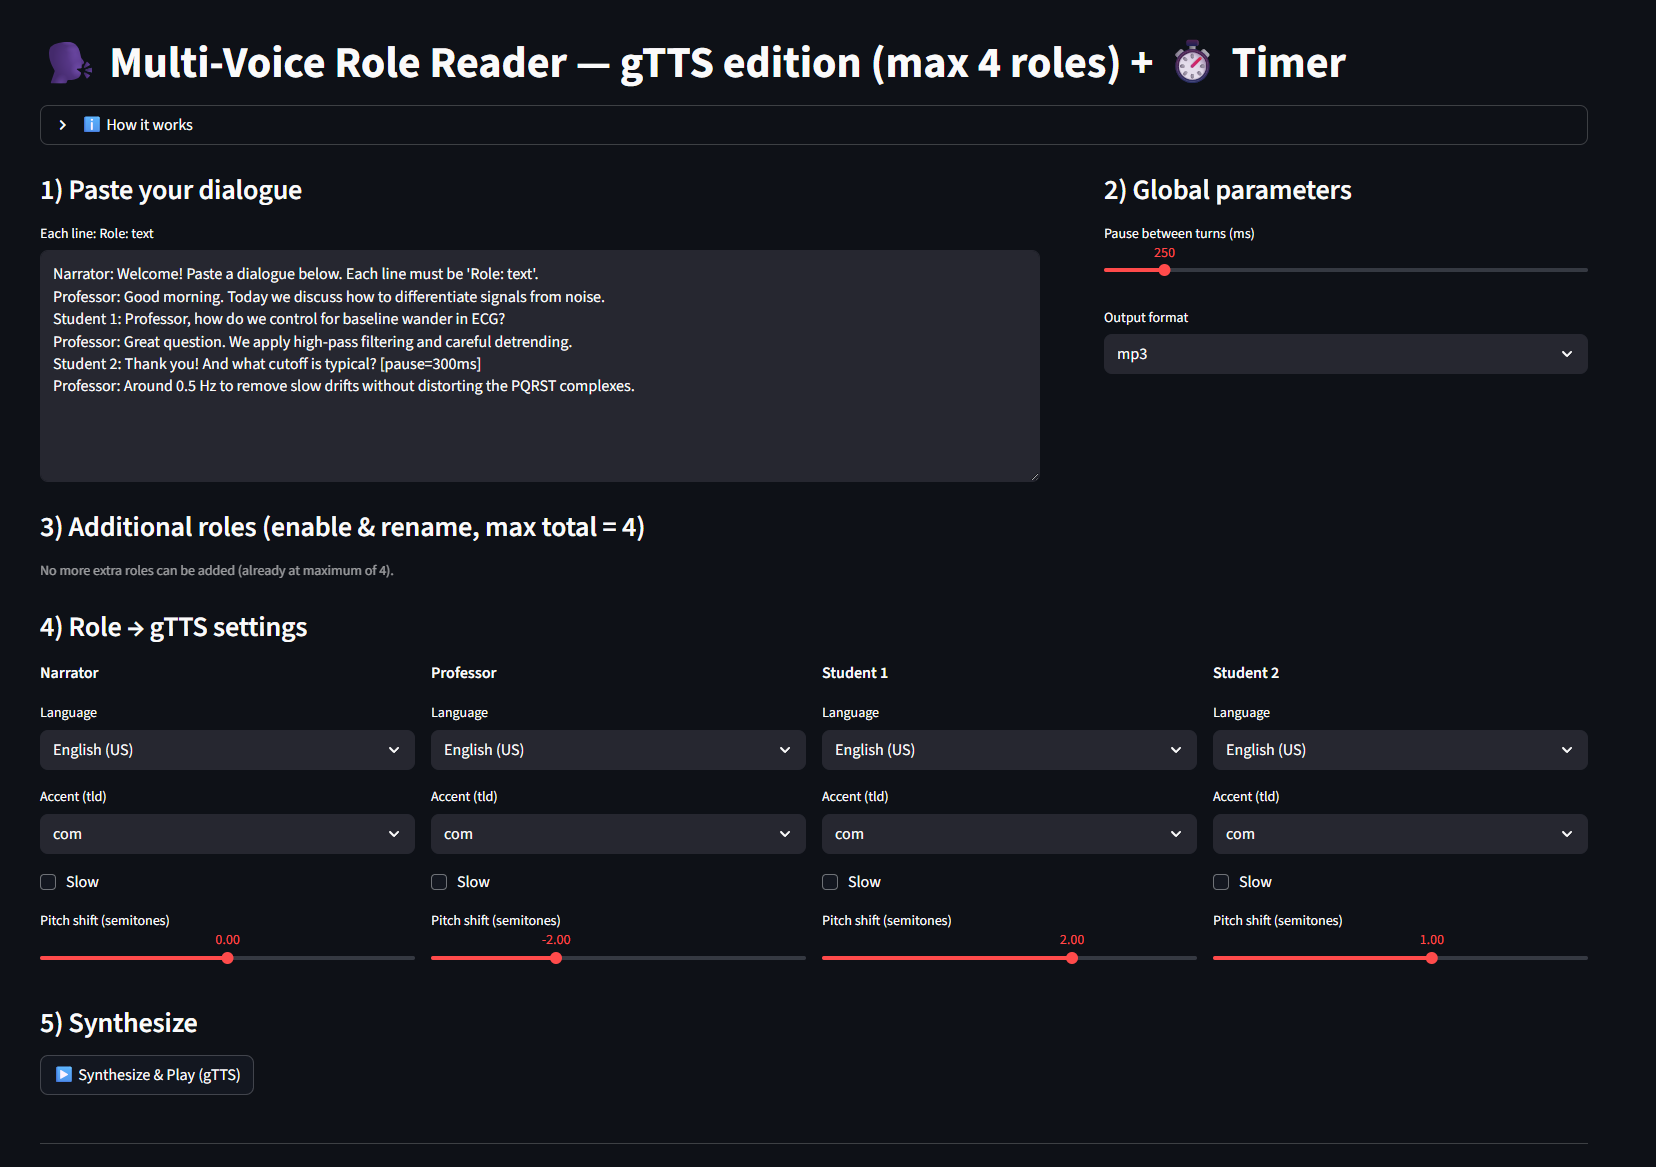 Multi-Voice Role Reader — gTTS edition (max 4 roles) + Timer
How it works
1) Paste your dialogue
Each line: Role: text
Narrator: Welcome! Paste a dialogue below. Each line must be 'Role: text'.
Professor: Good morning. Today we discuss how to differentiate signals from noise.
Student 1: Professor, how do we control for baseline wander in ECG?
Professor: Great question. We apply high-pass filtering and careful detrending.
Student 2: Thank you! And what cutoff is typical? [pause=300ms]
Professor: Around 0.5 Hz to remove slow drifts without distorting the PQRST complexes.
2) Global parameters
Pause between turns (ms)
250
Output format
mp3
3) Additional roles (enable & rename, max total = 4)
No more extra roles can be added (already at maximum of 4).
4) Role → gTTS settings
Narrator
Language
English (US)
Accent (tld)
com
Slow
Pitch shift (semitones)
0.00
Professor
Language
English (US)
Accent (tld)
com
Slow
Pitch shift (semitones)
-2.00
Student 1
Language
English (US)
Accent (tld)
com
Slow
Pitch shift (semitones)
2.00
Student 2
Language
English (US)
Accent (tld)
com
Slow
Pitch shift (semitones)
1.00
5) Synthesize
Synthesize & Play (gTTS)